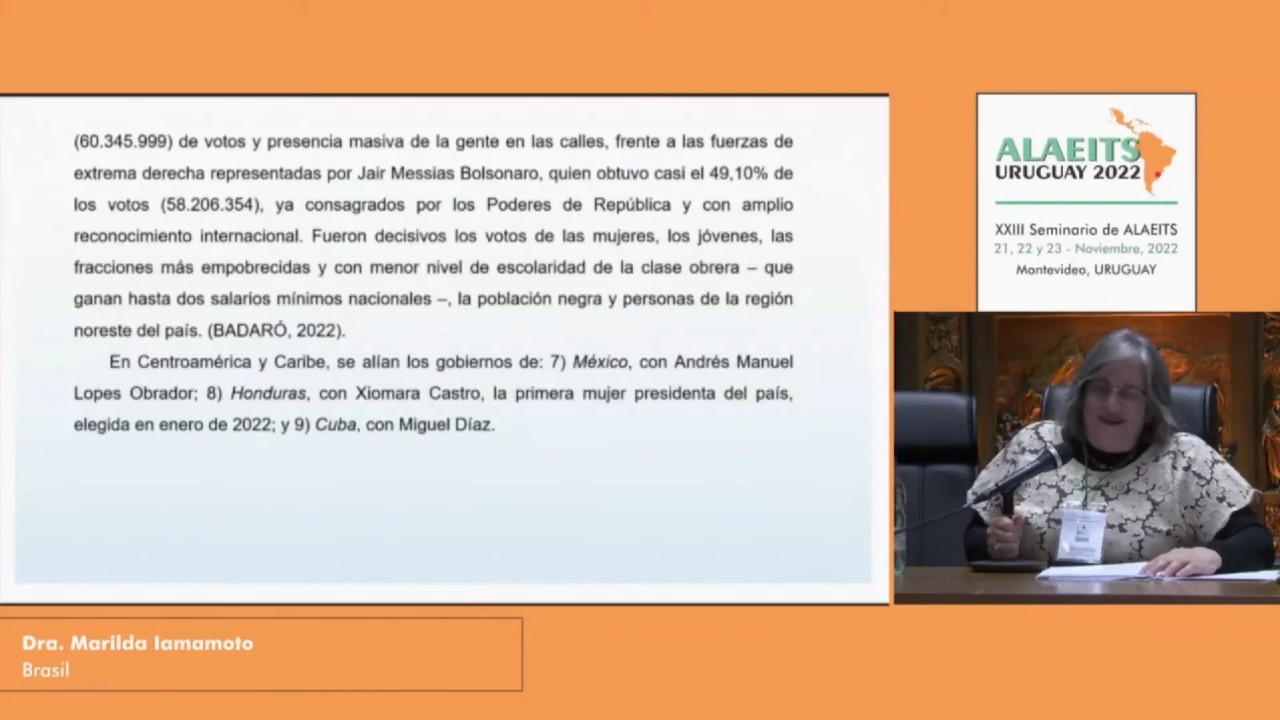 (60.345.999) de votos y presencia masiva de la gente en las calles, frente a las fuerzas de
extrema derecha representadas por Jair Messias Bolsonaro, quien obtuvo casi el 49,10% de
los votos (58.206.354), ya consagrados por los Poderes de República y con amplio
reconocimiento internacional. Fueron decisivos los votos de las mujeres, los jóvenes, las
fracciones más empobrecidas y con menor nivel de escolaridad de la clase obrera – que
ganan hasta dos salarios mínimos nacionales –, la población negra y personas de la región
noreste del país. (BADARÓ, 2022).
En Centroamérica y Caribe, se alían los gobiernos de: 7) México, con Andrés Manuel
Lopes Obrador; 8) Honduras, con Xiomara Castro, la primera mujer presidenta del país,
elegida en enero de 2022; y 9) Cuba, con Miguel Díaz.
ALAEITS
URUGUAY 2022
XXIII Seminario de ALAEITS
21, 22 y 23 - Noviembre, 2022
Montevideo, URUGUAY
Dra. Marilda Iamamoto
Brasil